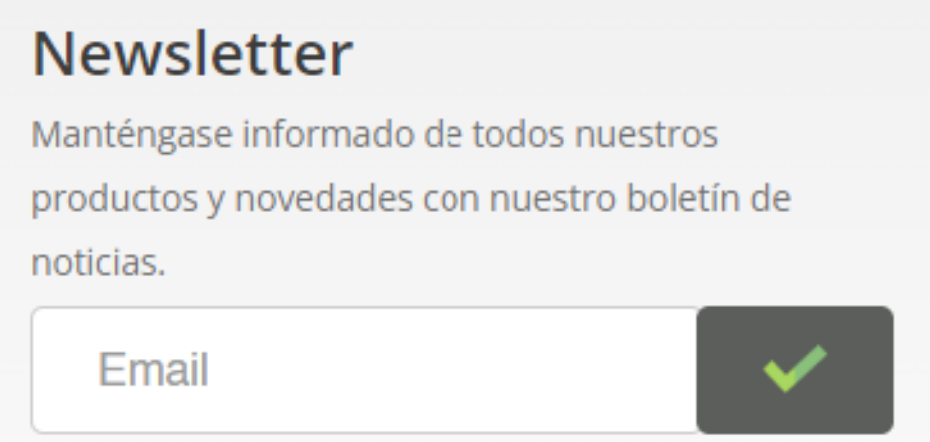 Newsletter
Manténgase informado de todos nuestros
productos y novedades con nuestro boletín de
noticias.
Email